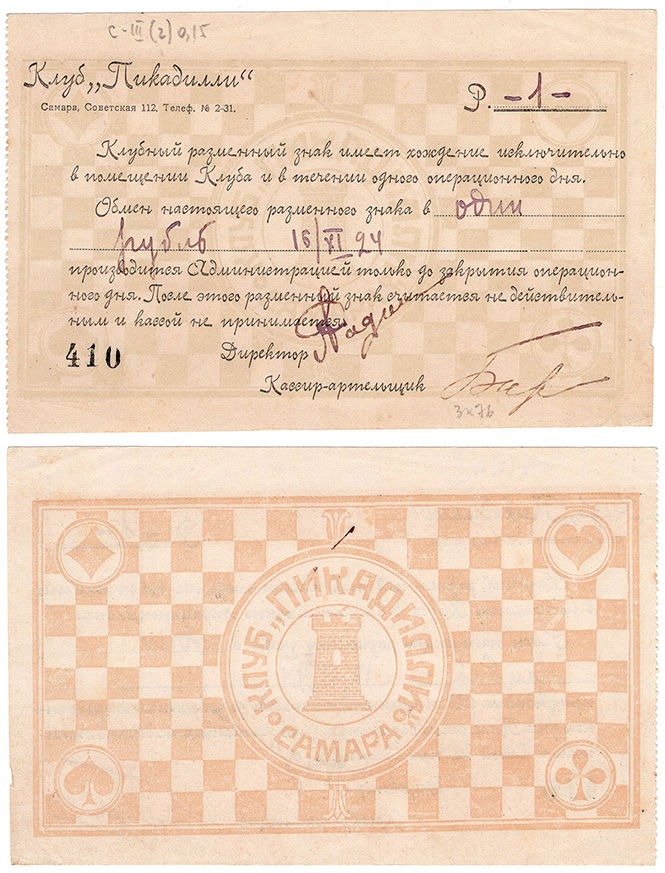 с-III(2) 0,15
Клуб „Пикадилли“
Самара, Советская 112, Телеф. № 2-31.
Р. -1-
Клубный разменный знак имеет хождение исключительно
в помещении Клуба и в течении одного операционного дня.
Обмен настоящего разменного знака в один
рубль 16/XI 24
производится Администрацией только до закрытия операцион-
ного дня. После этого разменный знак считается не действитель-
ным и кассой не принимается.
410
Директор
Кассир-артельщик
КЛУБ „ПИКАДИЛЛИ“
САМАРА